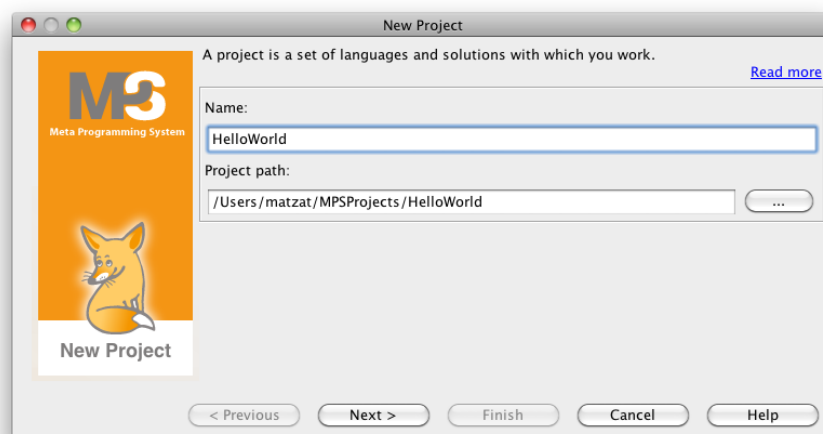 New Project
A project is a set of languages and solutions with which you work.
Read more
MPS
Meta Programming System
Name:
HelloWorld
Project path:
/Users/matzat/MPSProjects/HelloWorld
...
New Project
< Previous
Next >
Finish
Cancel
Help